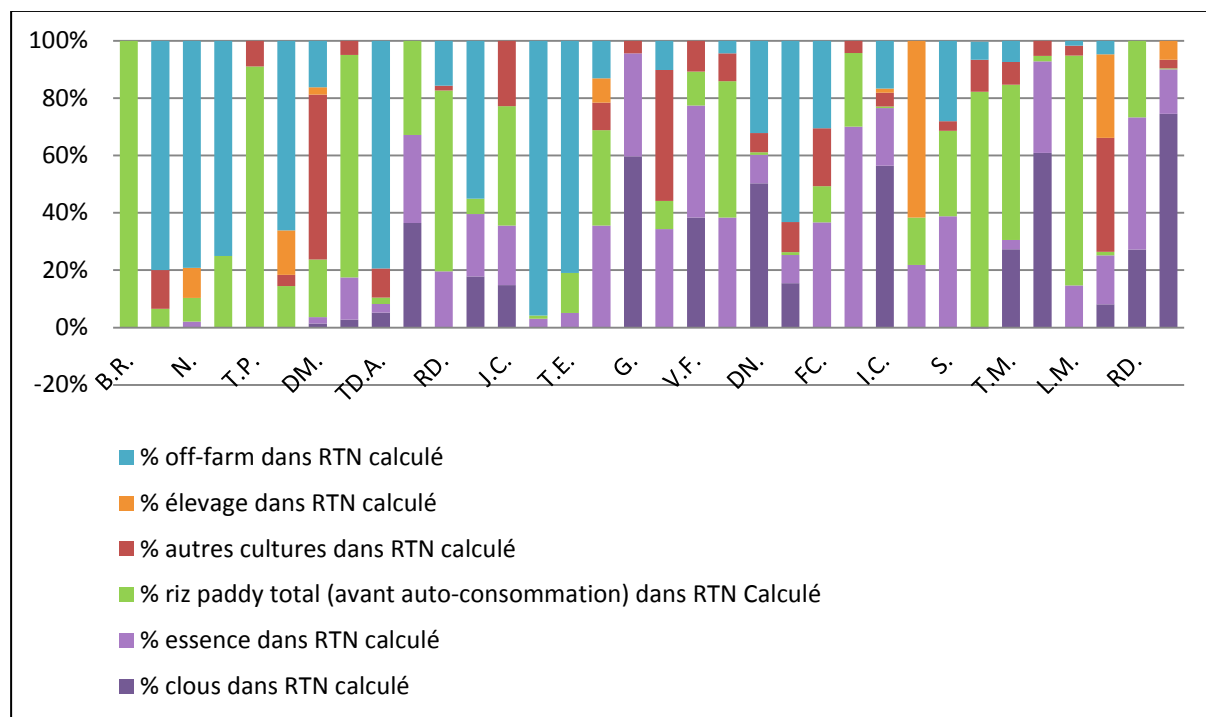 100%
80%
60%
40%
20%
0%
-20%
B.R.
N.
T.P.
DM.
TD.A.
RD.
J.C.
T.E.
G.
V.F.
DN.
FC.
I.C.
S.
T.M.
L.M.
RD.
% off-farm dans RTN calculé
% élevage dans RTN calculé
% autres cultures dans RTN calculé
% riz paddy total (avant auto-consommation) dans RTN Calculé
% essence dans RTN calculé
% clous dans RTN calculé